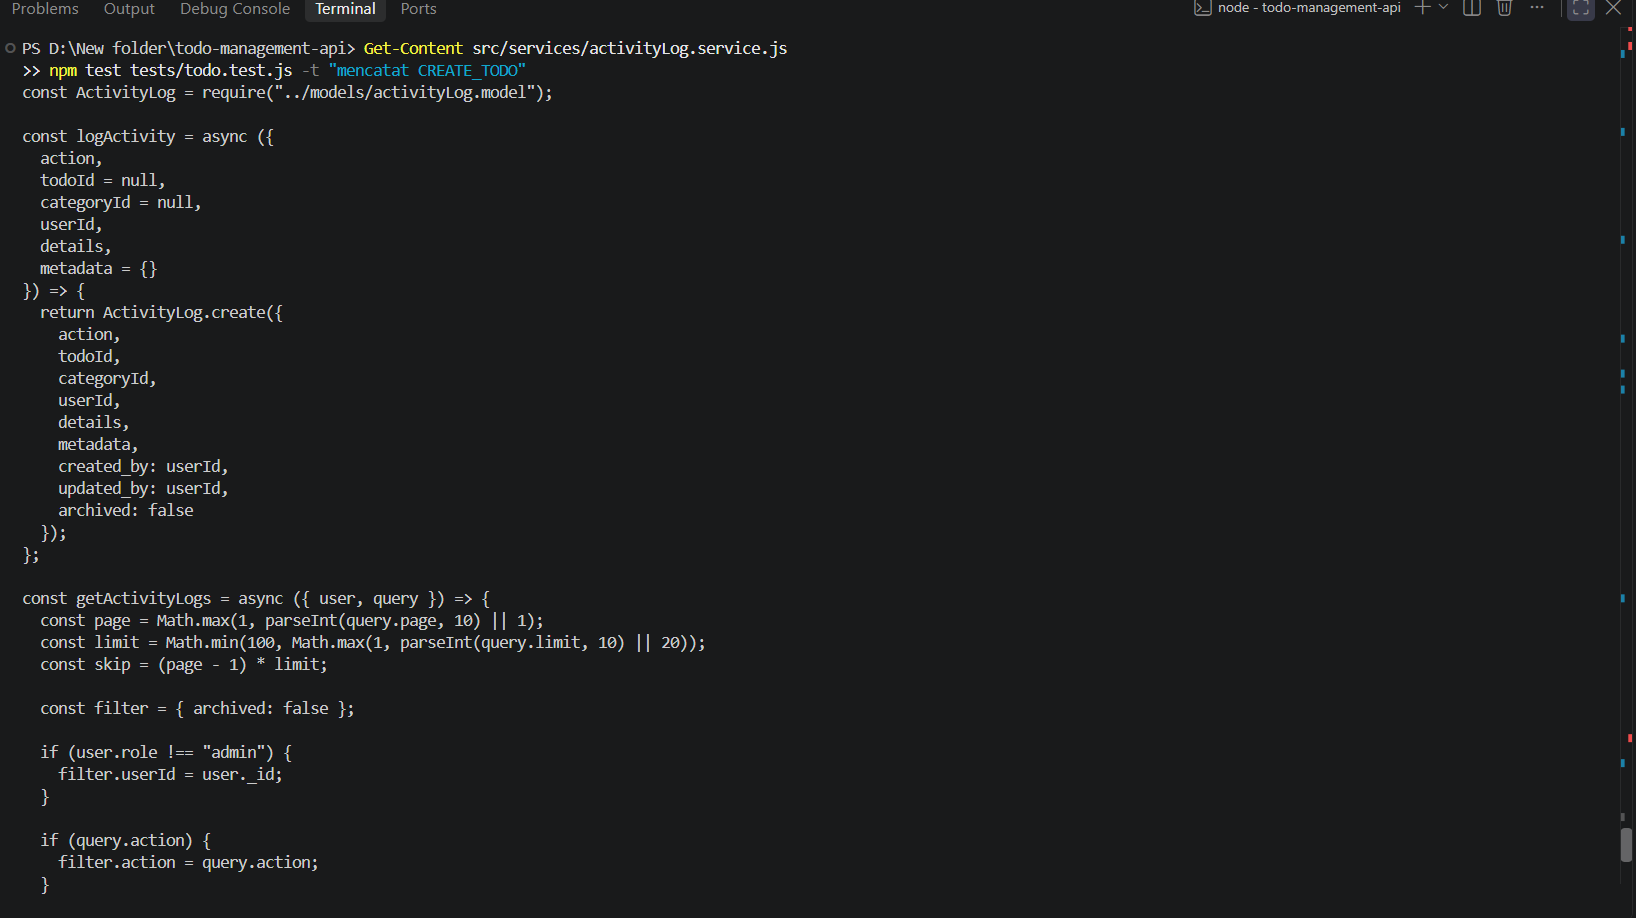 Problems Output Debug Console Terminal Ports node - todo-management-api
PS D:\New folder\todo-management-api> Get-Content src/services/activityLog.service.js
>> npm test tests/todo.test.js -t "mencatat CREATE_TODO"
const ActivityLog = require("../models/activityLog.model");

const logActivity = async ({
  action,
  todoId = null,
  categoryId = null,
  userId,
  details,
  metadata = {}
}) => {
  return ActivityLog.create({
    action,
    todoId,
    categoryId,
    userId,
    details,
    metadata,
    created_by: userId,
    updated_by: userId,
    archived: false
  });
};

const getActivityLogs = async ({ user, query }) => {
  const page = Math.max(1, parseInt(query.page, 10) || 1);
  const limit = Math.min(100, Math.max(1, parseInt(query.limit, 10) || 20));
  const skip = (page - 1) * limit;

  const filter = { archived: false };

  if (user.role !== "admin") {
    filter.userId = user._id;
  }

  if (query.action) {
    filter.action = query.action;
  }